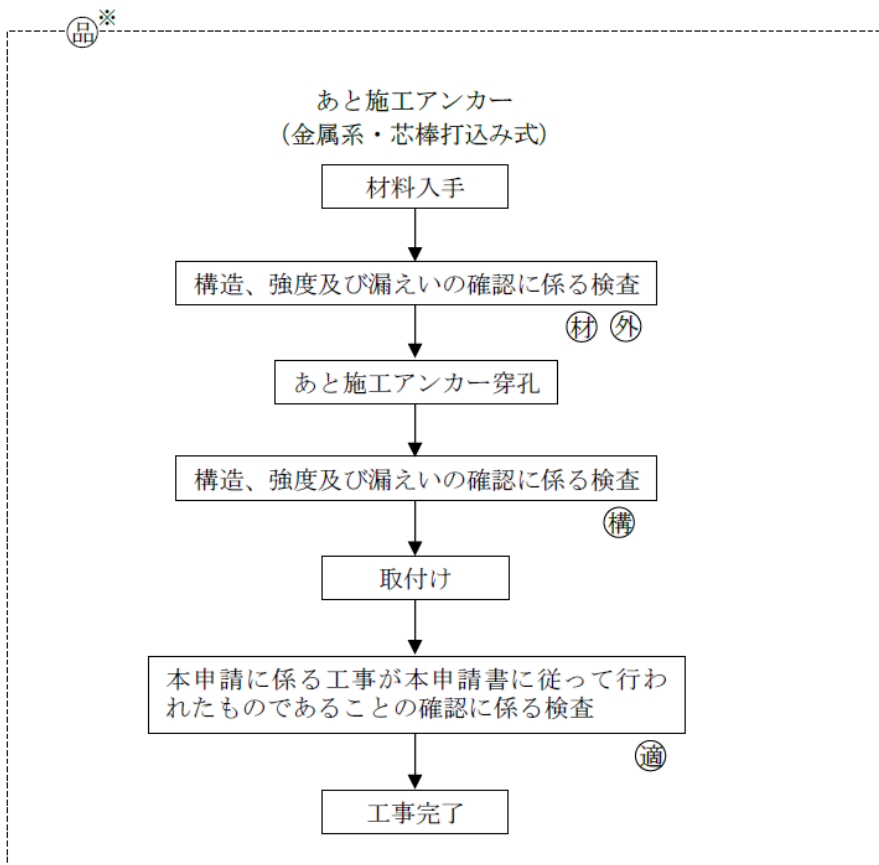 品※
あと施工アンカー
（金属系・芯棒打込み式）
材料入手
構造、強度及び漏えいの確認に係る検査
材 外
あと施工アンカー穿孔
構造、強度及び漏えいの確認に係る検査
構
取付け
本申請に係る工事が本申請書に従って行わ
れたものであることの確認に係る検査
適
工事完了